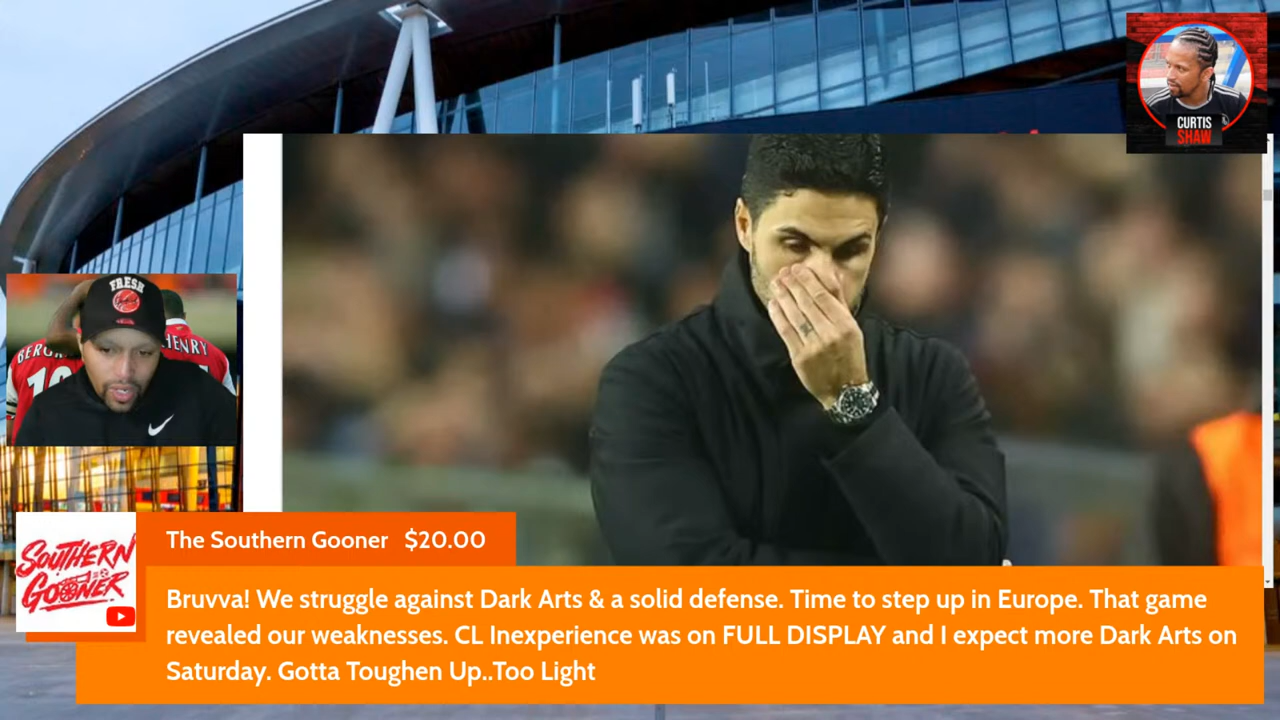 CURTIS
SHAW
FRESH
HENRY
SOUTHERN
GOONER
The Southern Gooner $20.00
Bruvva! We struggle against Dark Arts & a solid defense. Time to step up in Europe. That game
revealed our weaknesses. CL Inexperience was on FULL DISPLAY and I expect more Dark Arts on
Saturday. Gotta Toughen Up..Too Light